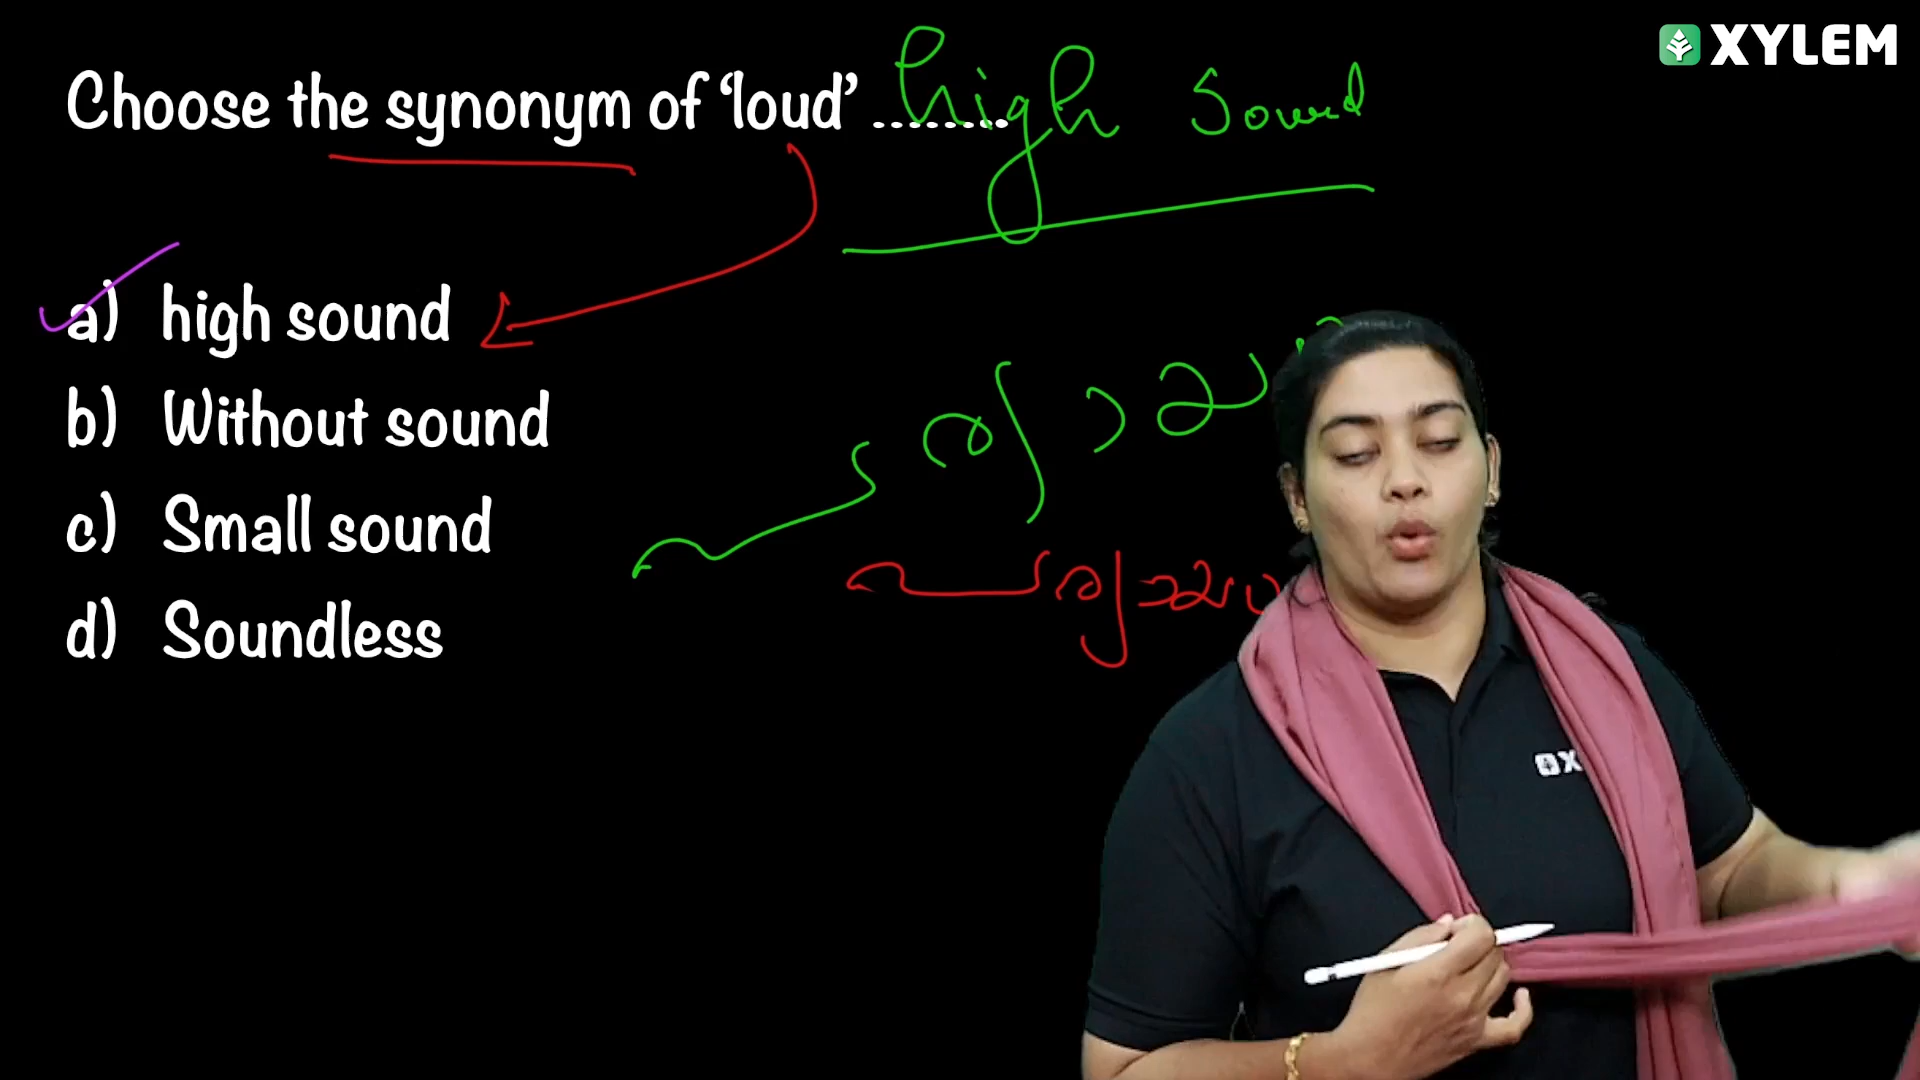 XYLEM
Choose the synonym of ‘loud’ .........
high sound
a) high sound
b) Without sound
c) Small sound
d) Soundless
X